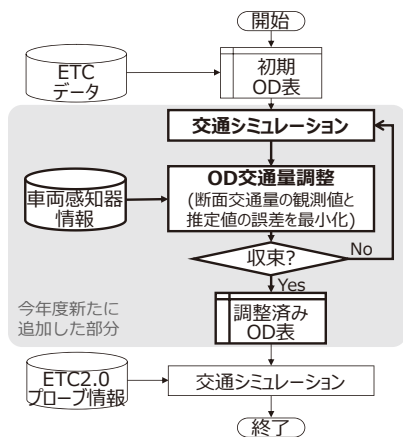 開始
ETC
データ
初期
OD表
交通シミュレーション
OD交通量調整
(断面交通量の観測値と
推定値の誤差を最小化)
車両感知器
情報
収束?
No
Yes
今年度新たに
追加した部分
調整済み
OD表
ETC2.0
プローブ情報
交通シミュレーション
終了